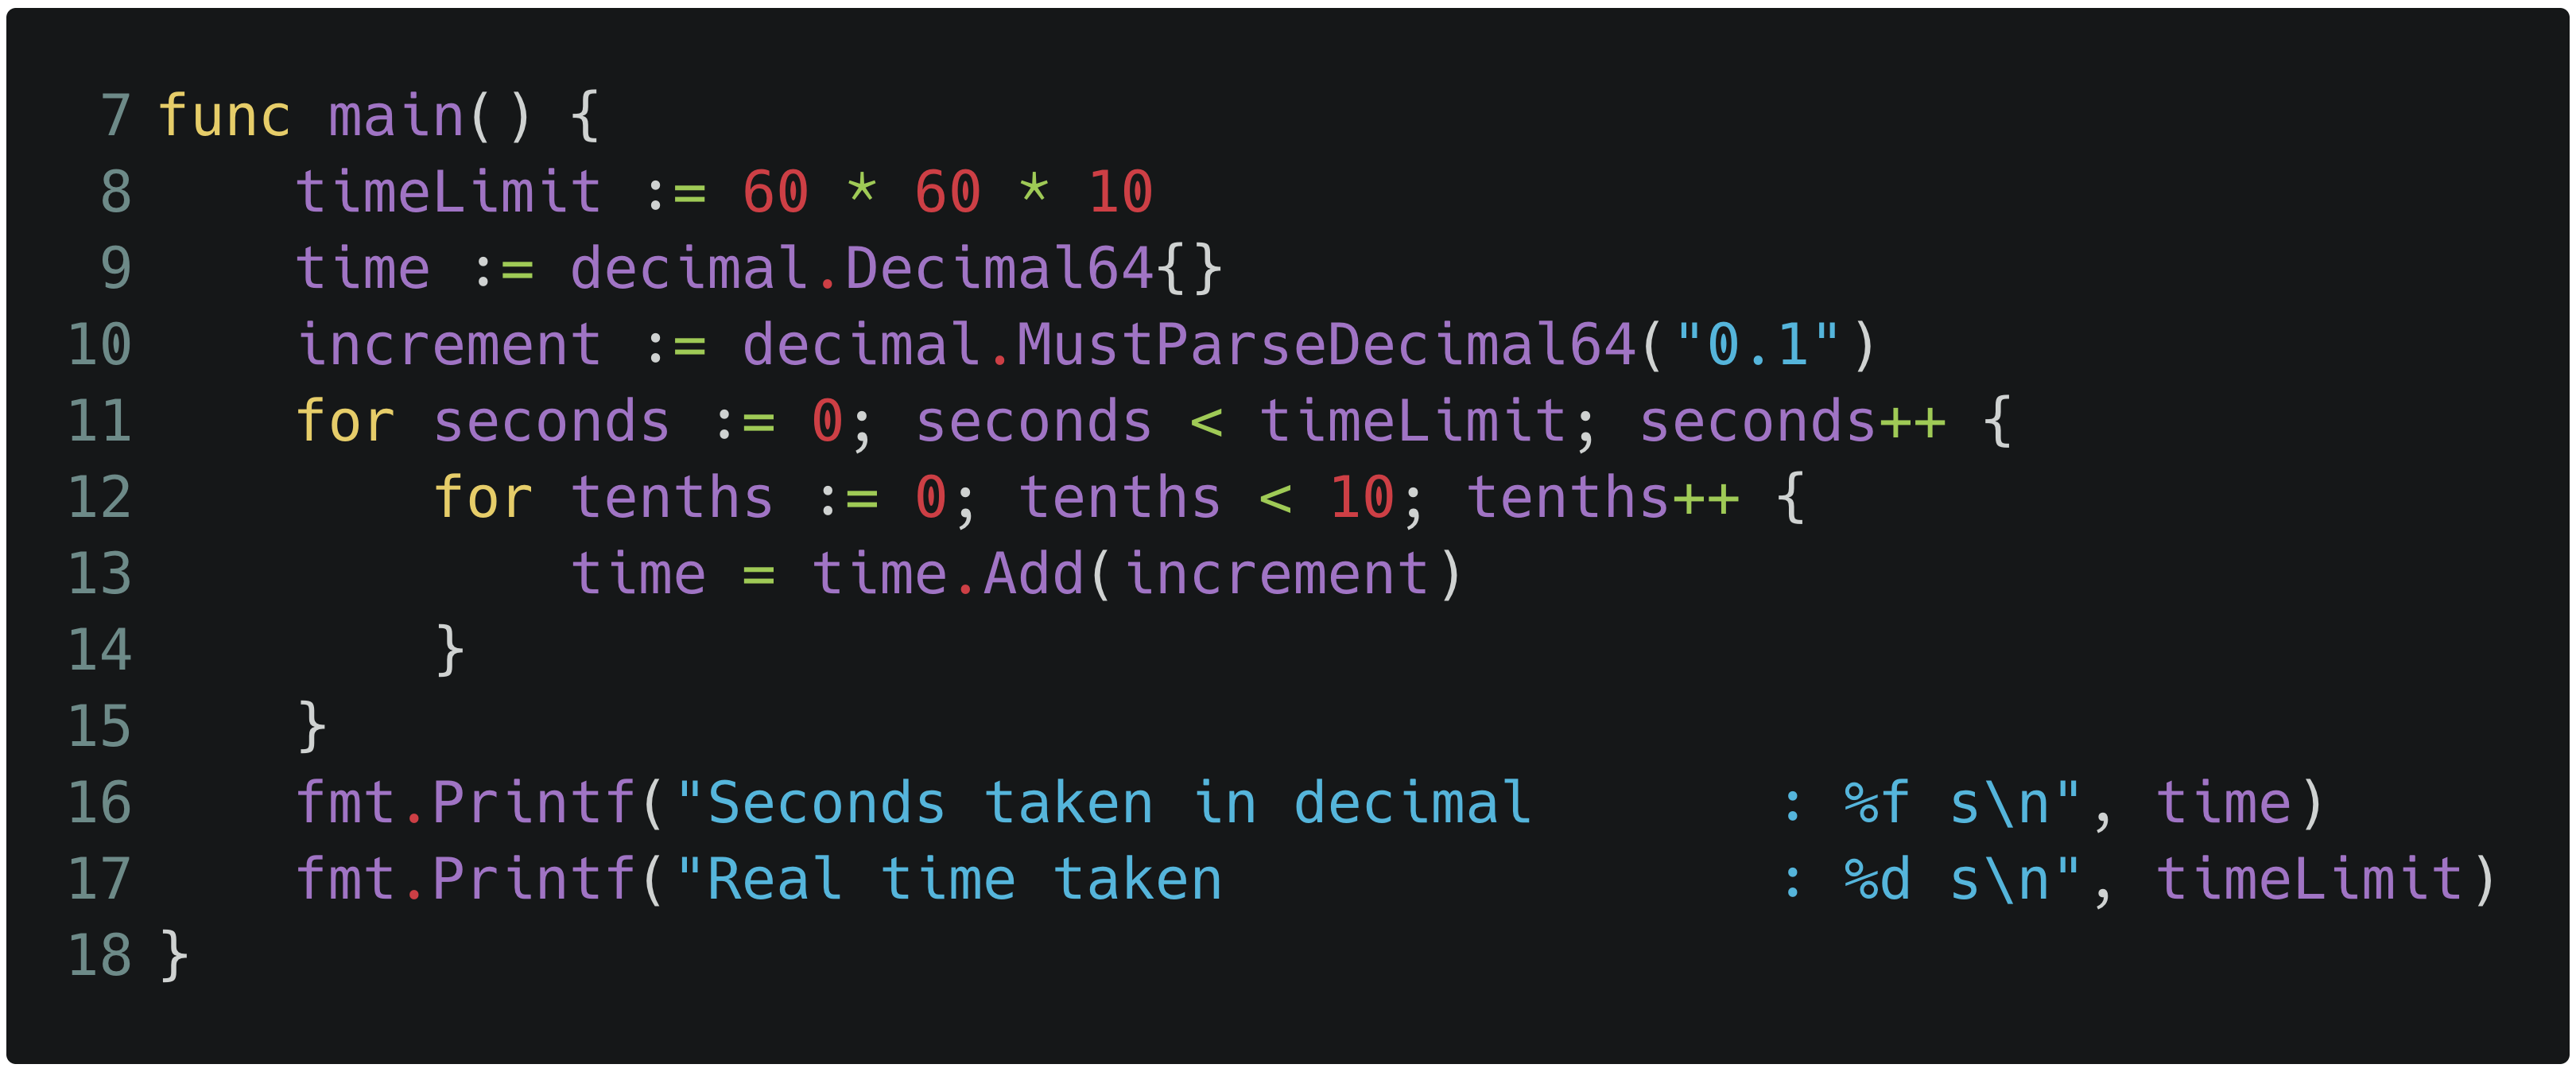 7 func main() {
8     timeLimit := 60 * 60 * 10
9     time := decimal.Decimal64{}
10     increment := decimal.MustParseDecimal64("0.1")
11     for seconds := 0; seconds < timeLimit; seconds++ {
12         for tenths := 0; tenths < 10; tenths++ {
13             time = time.Add(increment)
14         }
15     }
16     fmt.Printf("Seconds taken in decimal       : %f s\n", time)
17     fmt.Printf("Real time taken                : %d s\n", timeLimit)
18 }